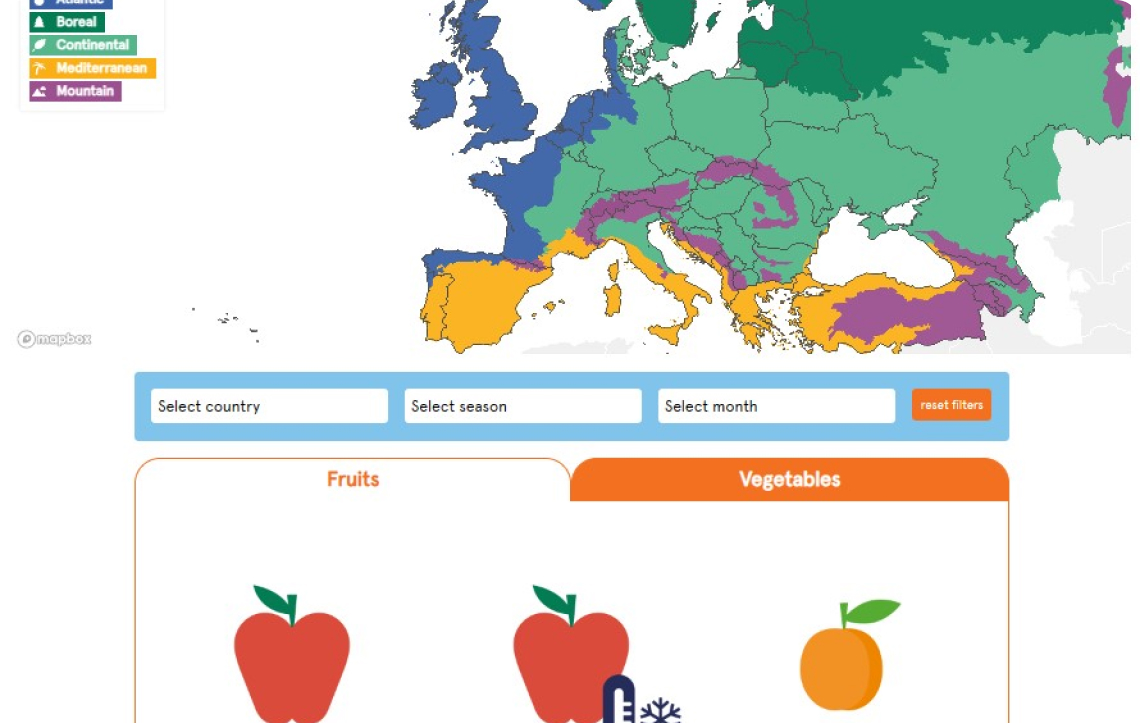 Atlantic
Boreal
Continental
Mediterranean
Mountain
mapbox
Select country
Select season
Select month
reset filters
Fruits
Vegetables